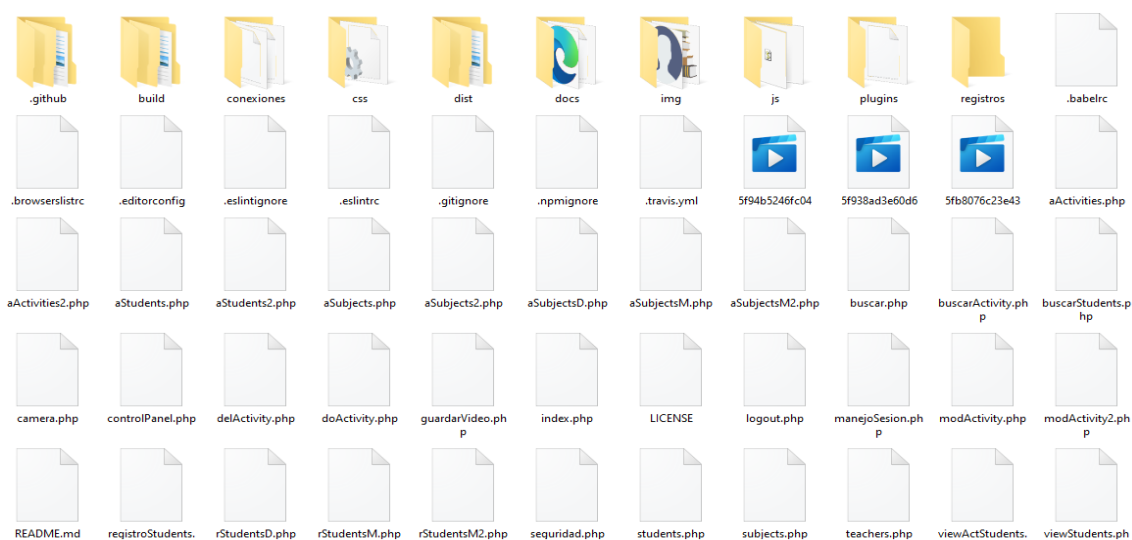 .github build conexiones css dist docs img js plugins registros .babelrc
.browserslistrc .editorconfig .eslintignore .eslintrc .gitignore .npmignore .travis.yml 5f94b5246fc04 5f938ad3e60d6 5fb8076c23e43 aActivities.php
aActivities2.php aStudents.php aStudents2.php aSubjects.php aSubjects2.php aSubjectsD.php aSubjectsM.php aSubjectsM2.php buscar.php buscarActivity.ph buscarStudents.p
p hp
camera.php controlPanel.php delActivity.php doActivity.php guardarVideo.ph index.php LICENSE logout.php manejoSesion.ph modActivity.php modActivity2.ph
p p p
README.md registroStudents. rStudentsD.php rStudentsM.php rStudentsM2.php seguridad.php students.php subjects.php teachers.php viewActStudents. viewStudents.ph